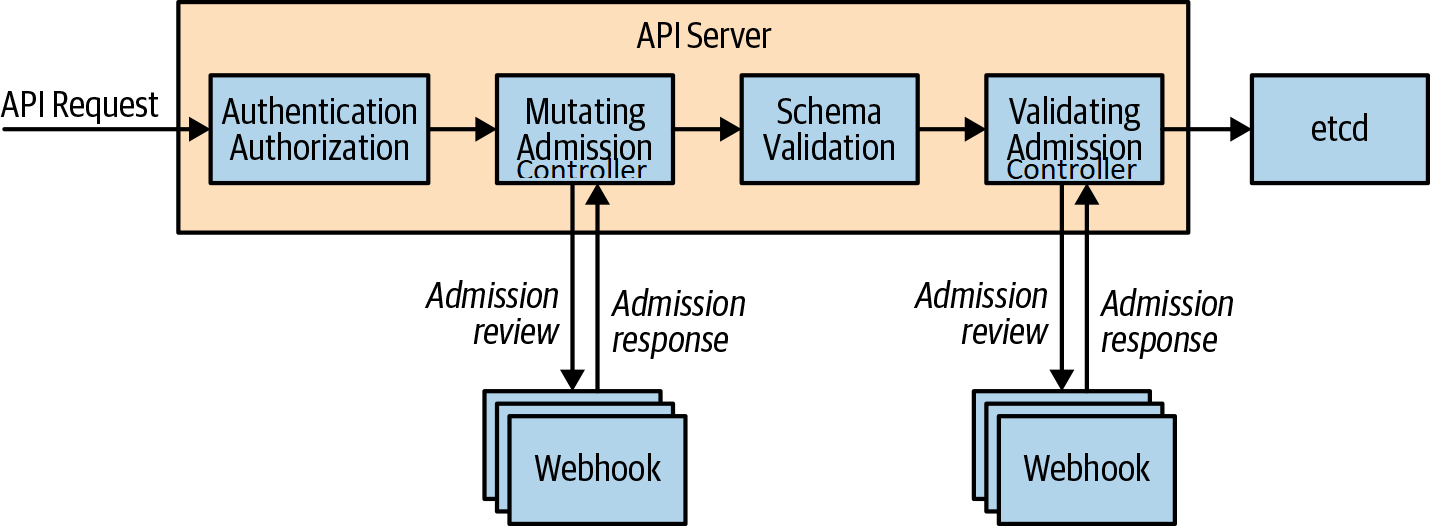 API Server
API Request
Authentication
Authorization
Mutating
Admission
Controller
Schema
Validation
Validating
Admission
Controller
etcd
Admission
review
Admission
response
Admission
review
Admission
response
Webhook
Webhook